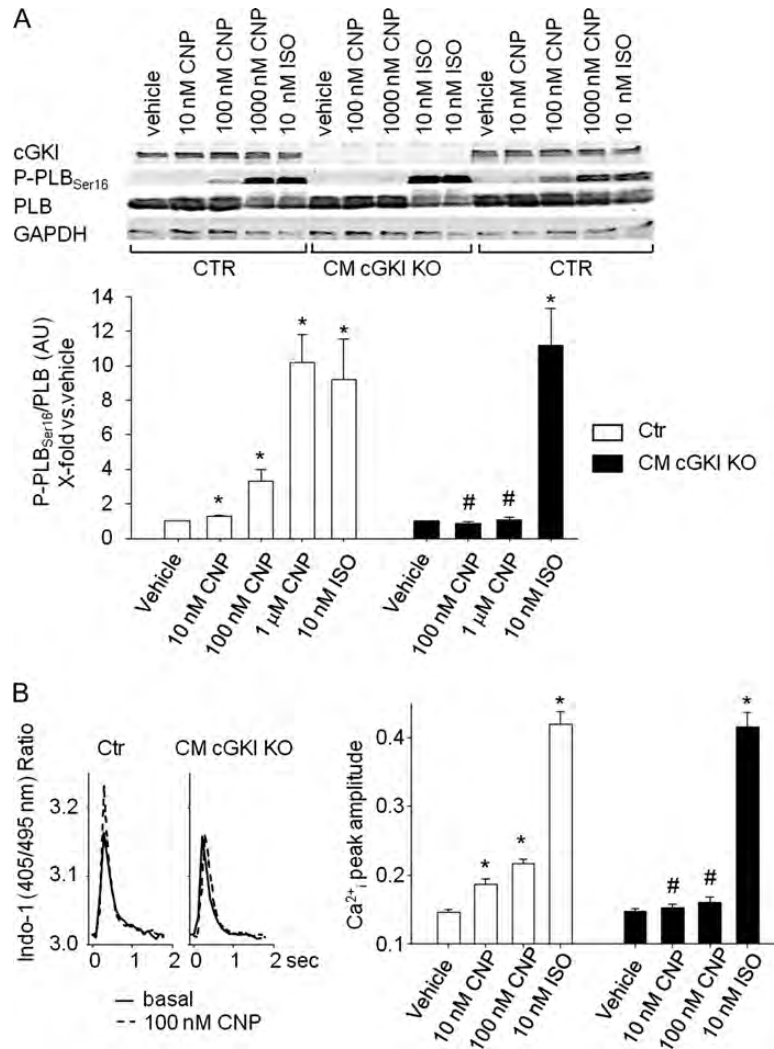 A
vehicle
10 nM CNP
100 nM CNP
1000 nM CNP
10 nM ISO
vehicle
10 nM CNP
100 nM CNP
1000 nM CNP
10 nM ISO
10 nM ISO
vehicle
10 nM CNP
100 nM CNP
1000 nM CNP
10 nM ISO
cGKI
P-PLBSer16
PLB
GAPDH
CTR CM cGKI KO CTR
P-PLBSer16/PLB (AU)
X-fold vs.vehicle
14
12
10
8
6
4
2
0
* * * * # # *
Ctr
CM cGKI KO
Vehicle
10 nM CNP
100 nM CNP
1 µM CNP
10 nM ISO
Vehicle
100 nM CNP
1 µM CNP
10 nM ISO
B
Indo-1 (405/495 nm) Ratio
Ctr CM cGKI KO
3.2
3.1
3.0
0 1 2 0 1 2 sec
basal
100 nM CNP
Ca2+i peak amplitude
0.4
0.3
0.2
0.1
* * * # # *
Vehicle
10 nM CNP
100 nM CNP
10 nM ISO
Vehicle
10 nM CNP
100 nM CNP
10 nM ISO